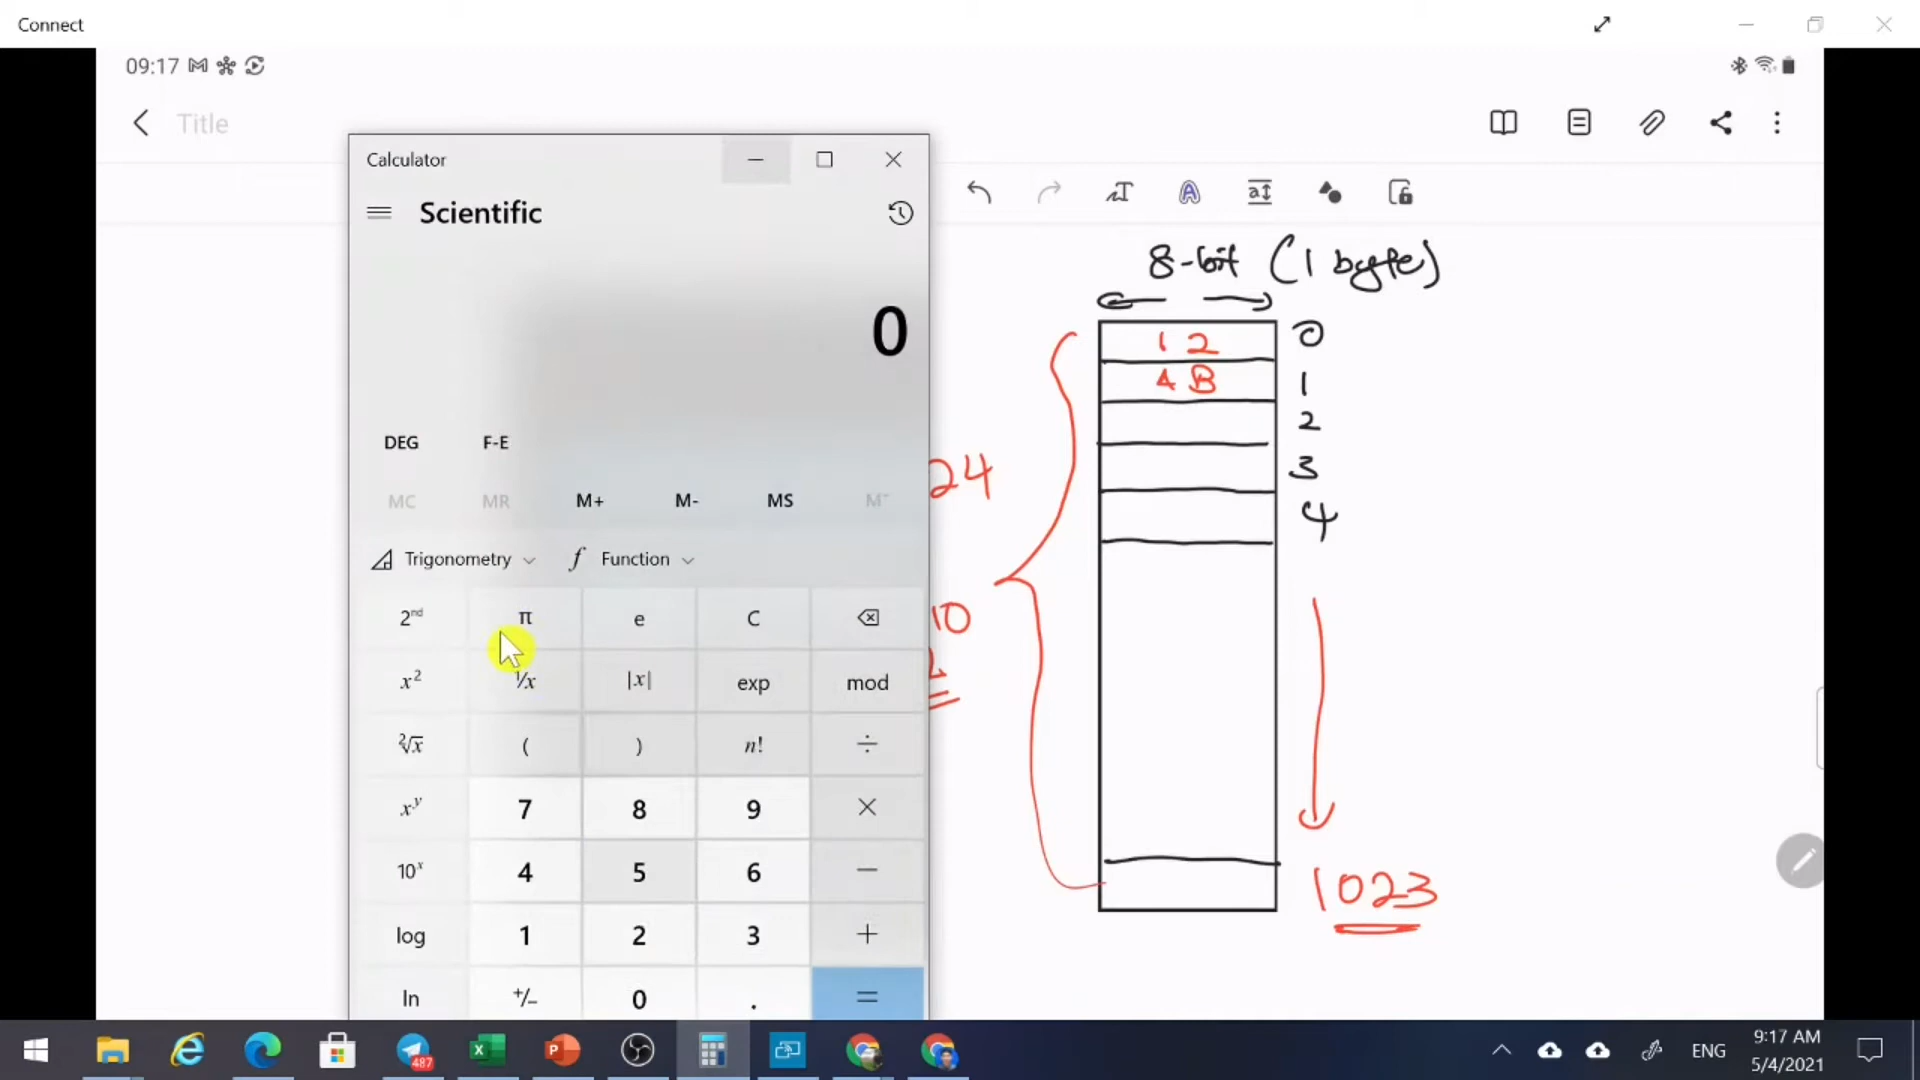 Connect
09:17
Title
Calculator
Scientific
0
DEG F-E
MC MR M+ M- MS
Trigonometry f Function
2nd π e C
x² ¹/x |x| exp mod
²√x ( ) n! ÷
xʸ 7 8 9 ×
10ˣ 4 5 6 −
log 1 2 3 +
ln +/− 0 . =
8-bit (1 byte)
12 0
4B 1
2
3
4
24
10
1023
487
ENG
9:17 AM
5/4/2021